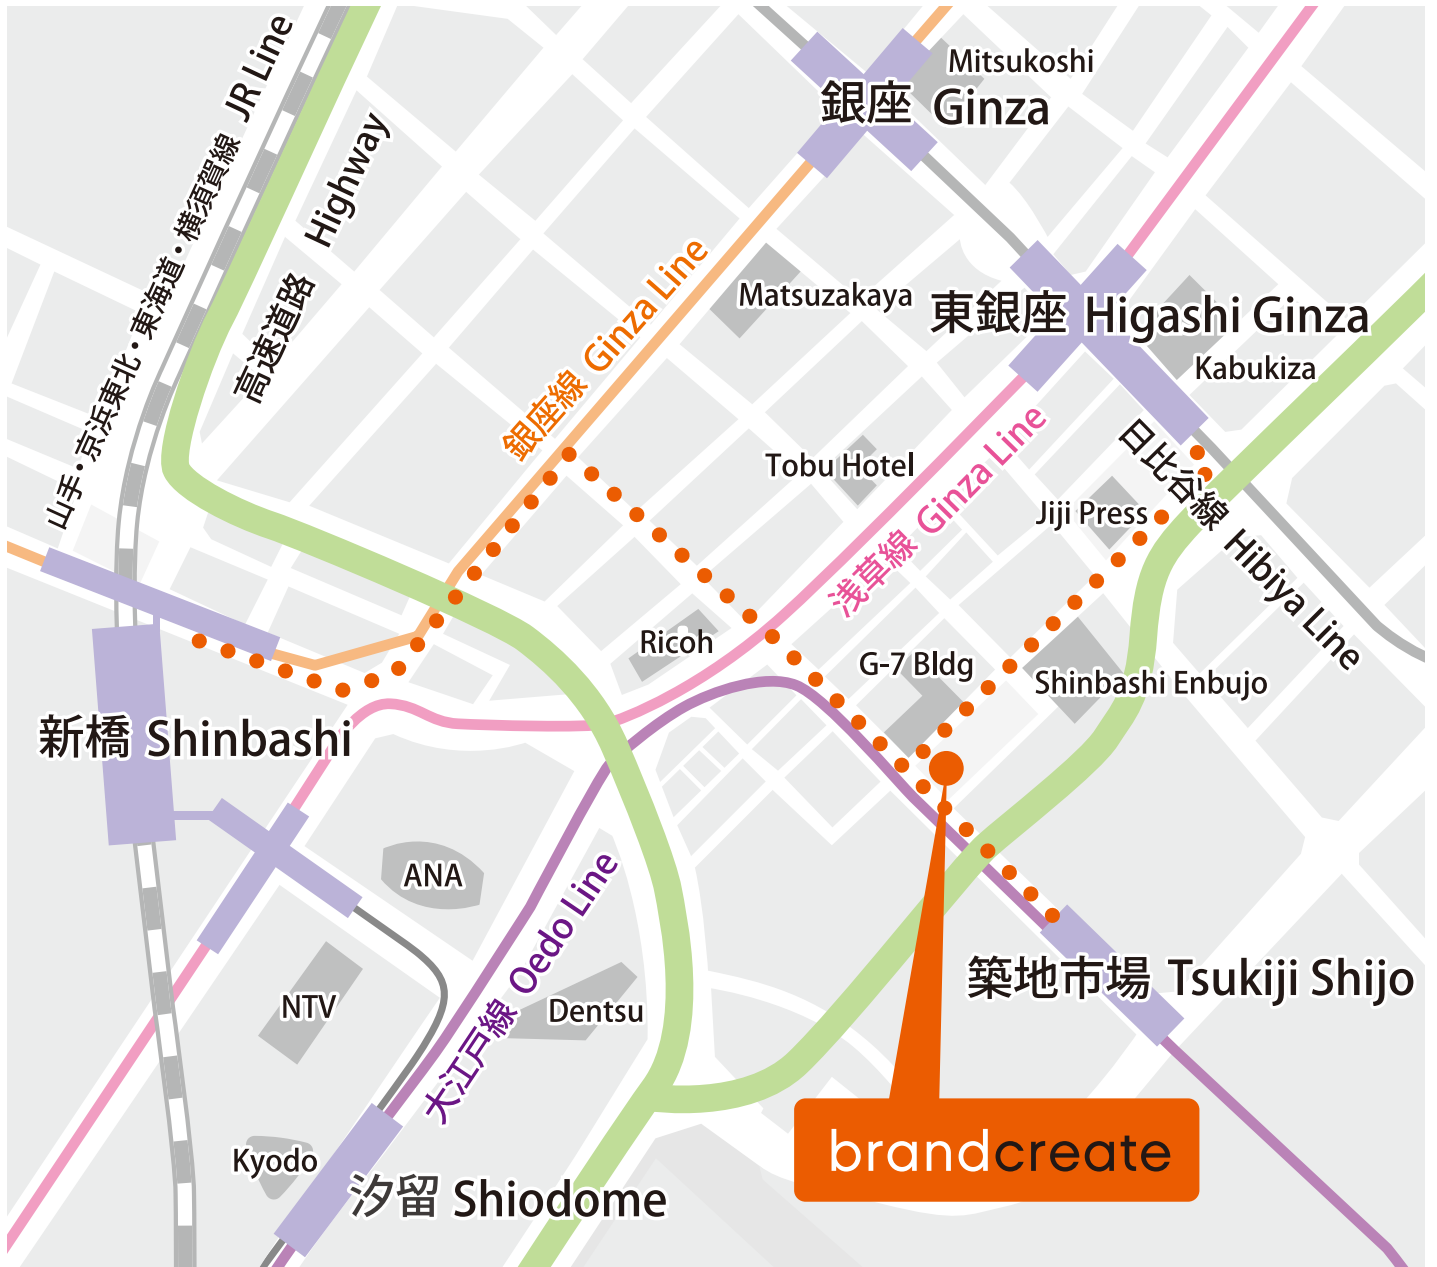 Mitsukoshi
銀座 Ginza
山手・京浜東北・東海道・横須賀線 JR Line
高速道路 Highway
銀座線 Ginza Line
Matsuzakaya
東銀座 Higashi Ginza
Kabukiza
Tobu Hotel
浅草線 Ginza Line
Jiji Press
日比谷線 Hibiya Line
Ricoh
G-7 Bldg
Shinbashi Enbujo
新橋 Shinbashi
ANA
大江戸線 Oedo Line
NTV
Dentsu
築地市場 Tsukiji Shijo
Kyodo
汐留 Shiodome
brandcreate